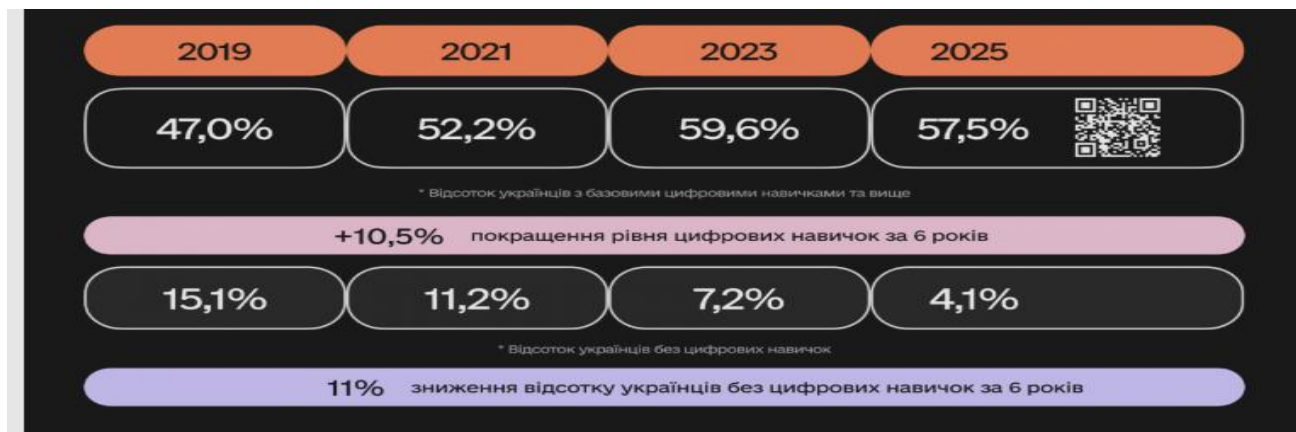 2019 2021 2023 2025
47,0% 52,2% 59,6% 57,5%
* Відсоток українців з базовими цифровими навичками та вище
+10,5% покращення рівня цифрових навичок за 6 років
15,1% 11,2% 7,2% 4,1%
* Відсоток українців без цифрових навичок
11% зниження відсотку українців без цифрових навичок за 6 років